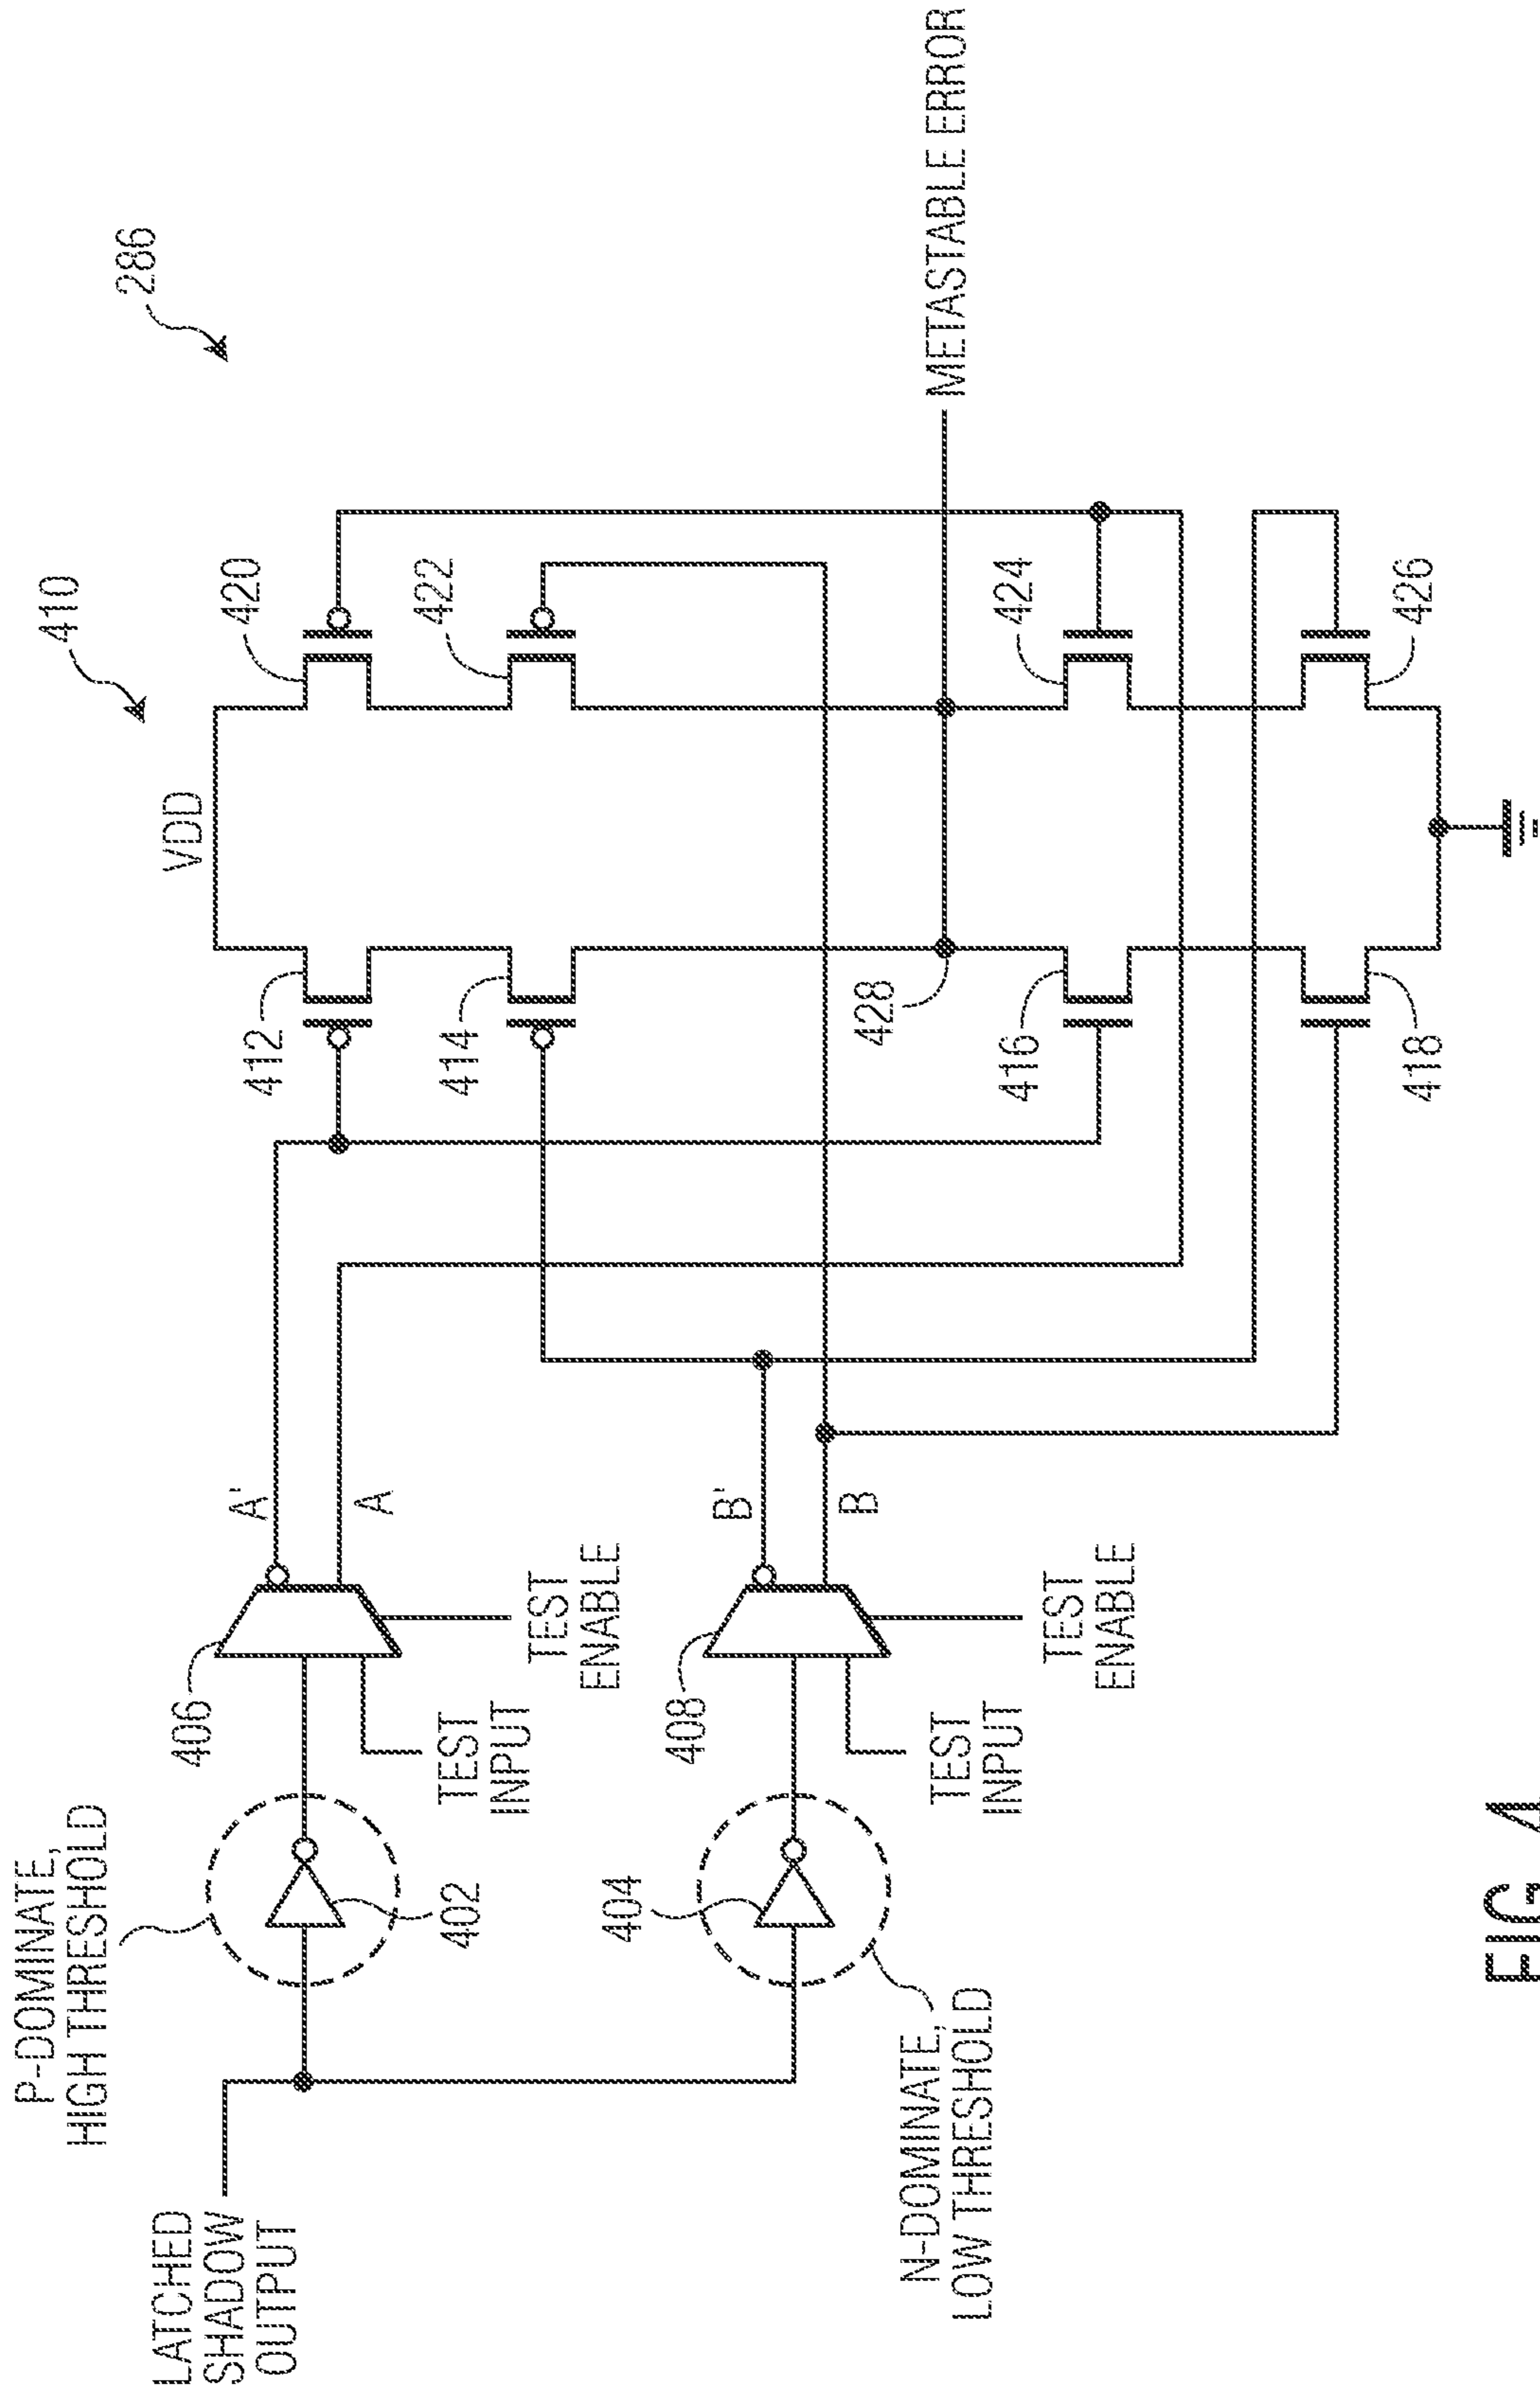 286
410
P-DOMINATE,
HIGH THRESHOLD
LATCHED
SHADOW
OUTPUT
402
404
N-DOMINATE,
LOW THRESHOLD
406
TEST
INPUT
TEST
ENABLE
408
TEST
INPUT
TEST
ENABLE
A'
A
B'
B
VDD
412
414
416
418
420
422
424
426
428
METASTABLE ERROR
FIG. 4